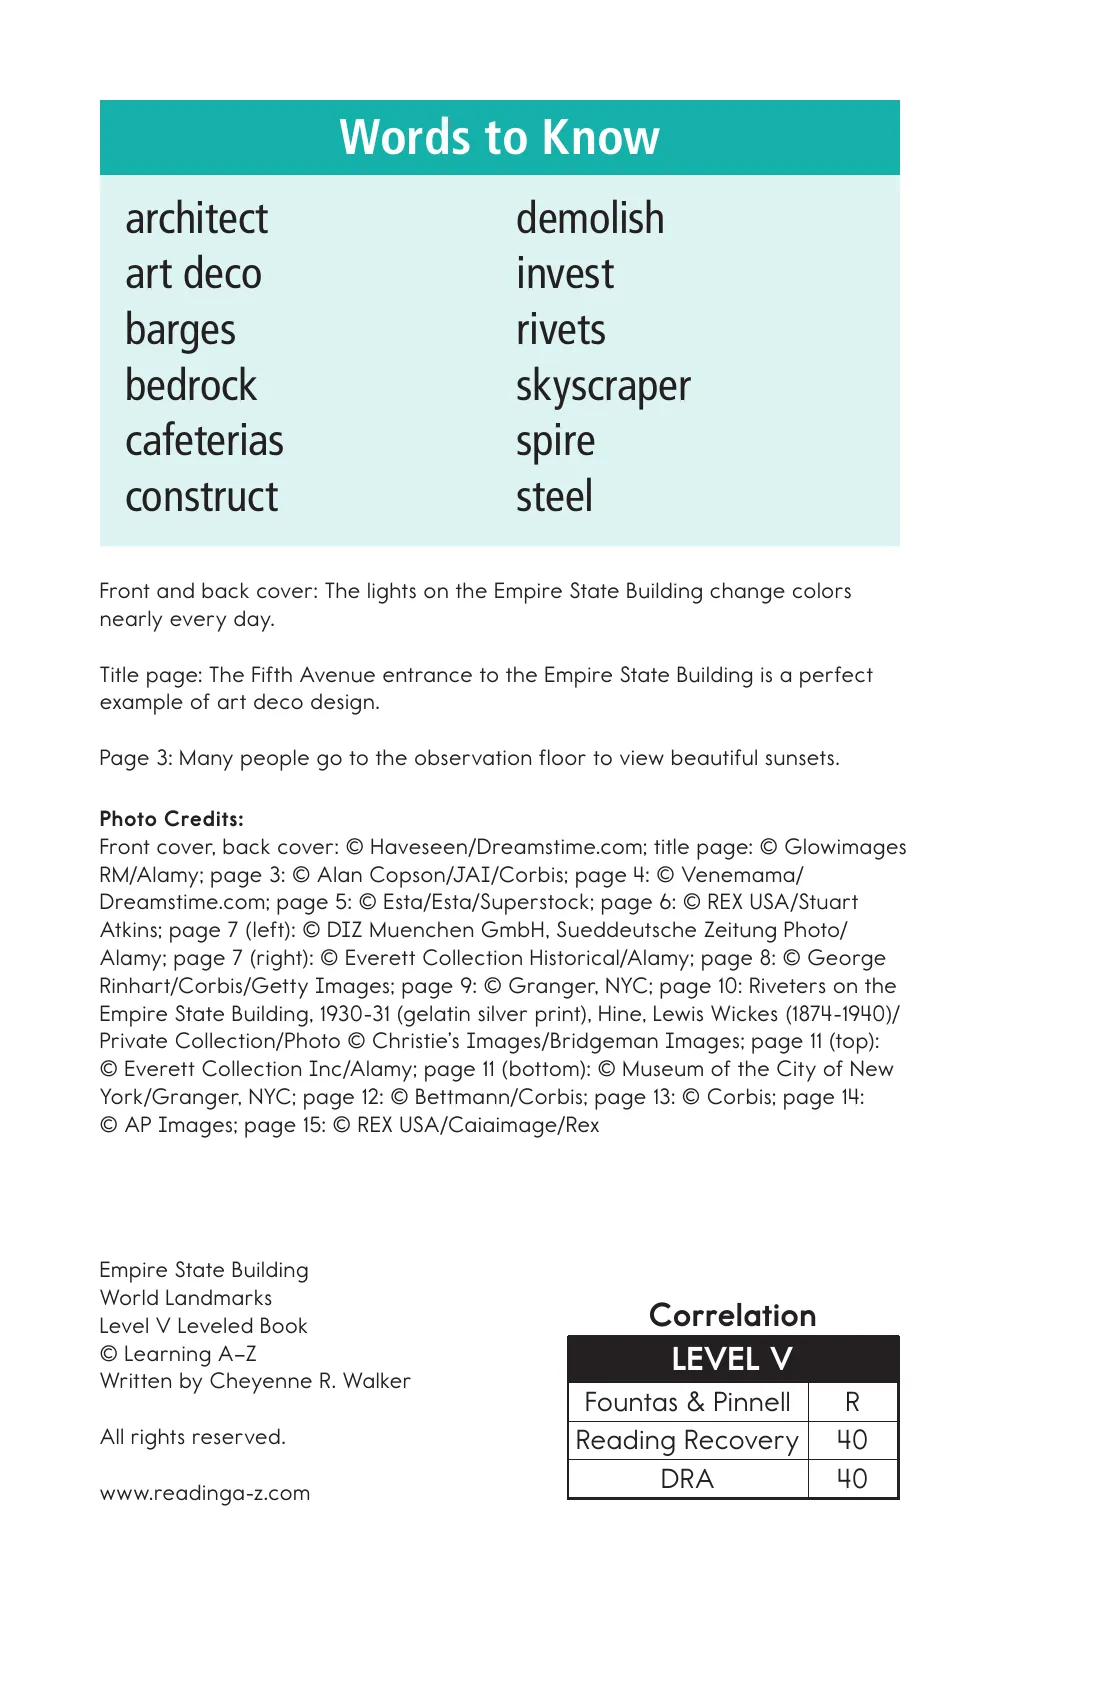 Words to Know
architect
art deco
barges
bedrock
cafeterias
construct
demolish
invest
rivets
skyscraper
spire
steel
Front and back cover: The lights on the Empire State Building change colors
nearly every day.
Title page: The Fifth Avenue entrance to the Empire State Building is a perfect
example of art deco design.
Page 3: Many people go to the observation floor to view beautiful sunsets.
Photo Credits:
Front cover, back cover: © Haveseen/Dreamstime.com; title page: © Glowimages
RM/Alamy; page 3: © Alan Copson/JAI/Corbis; page 4: © Venemama/
Dreamstime.com; page 5: © Esta/Esta/Superstock; page 6: © REX USA/Stuart
Atkins; page 7 (left): © DIZ Muenchen GmbH, Sueddeutsche Zeitung Photo/
Alamy; page 7 (right): © Everett Collection Historical/Alamy; page 8: © George
Rinhart/Corbis/Getty Images; page 9: © Granger, NYC; page 10: Riveters on the
Empire State Building, 1930-31 (gelatin silver print), Hine, Lewis Wickes (1874-1940)/
Private Collection/Photo © Christie’s Images/Bridgeman Images; page 11 (top):
© Everett Collection Inc/Alamy; page 11 (bottom): © Museum of the City of New
York/Granger, NYC; page 12: © Bettmann/Corbis; page 13: © Corbis; page 14:
© AP Images; page 15: © REX USA/Caiaimage/Rex
Empire State Building
World Landmarks
Level V Leveled Book
© Learning A–Z
Written by Cheyenne R. Walker
All rights reserved.
www.readinga-z.com
Correlation
LEVEL V
Fountas & Pinnell R
Reading Recovery 40
DRA 40